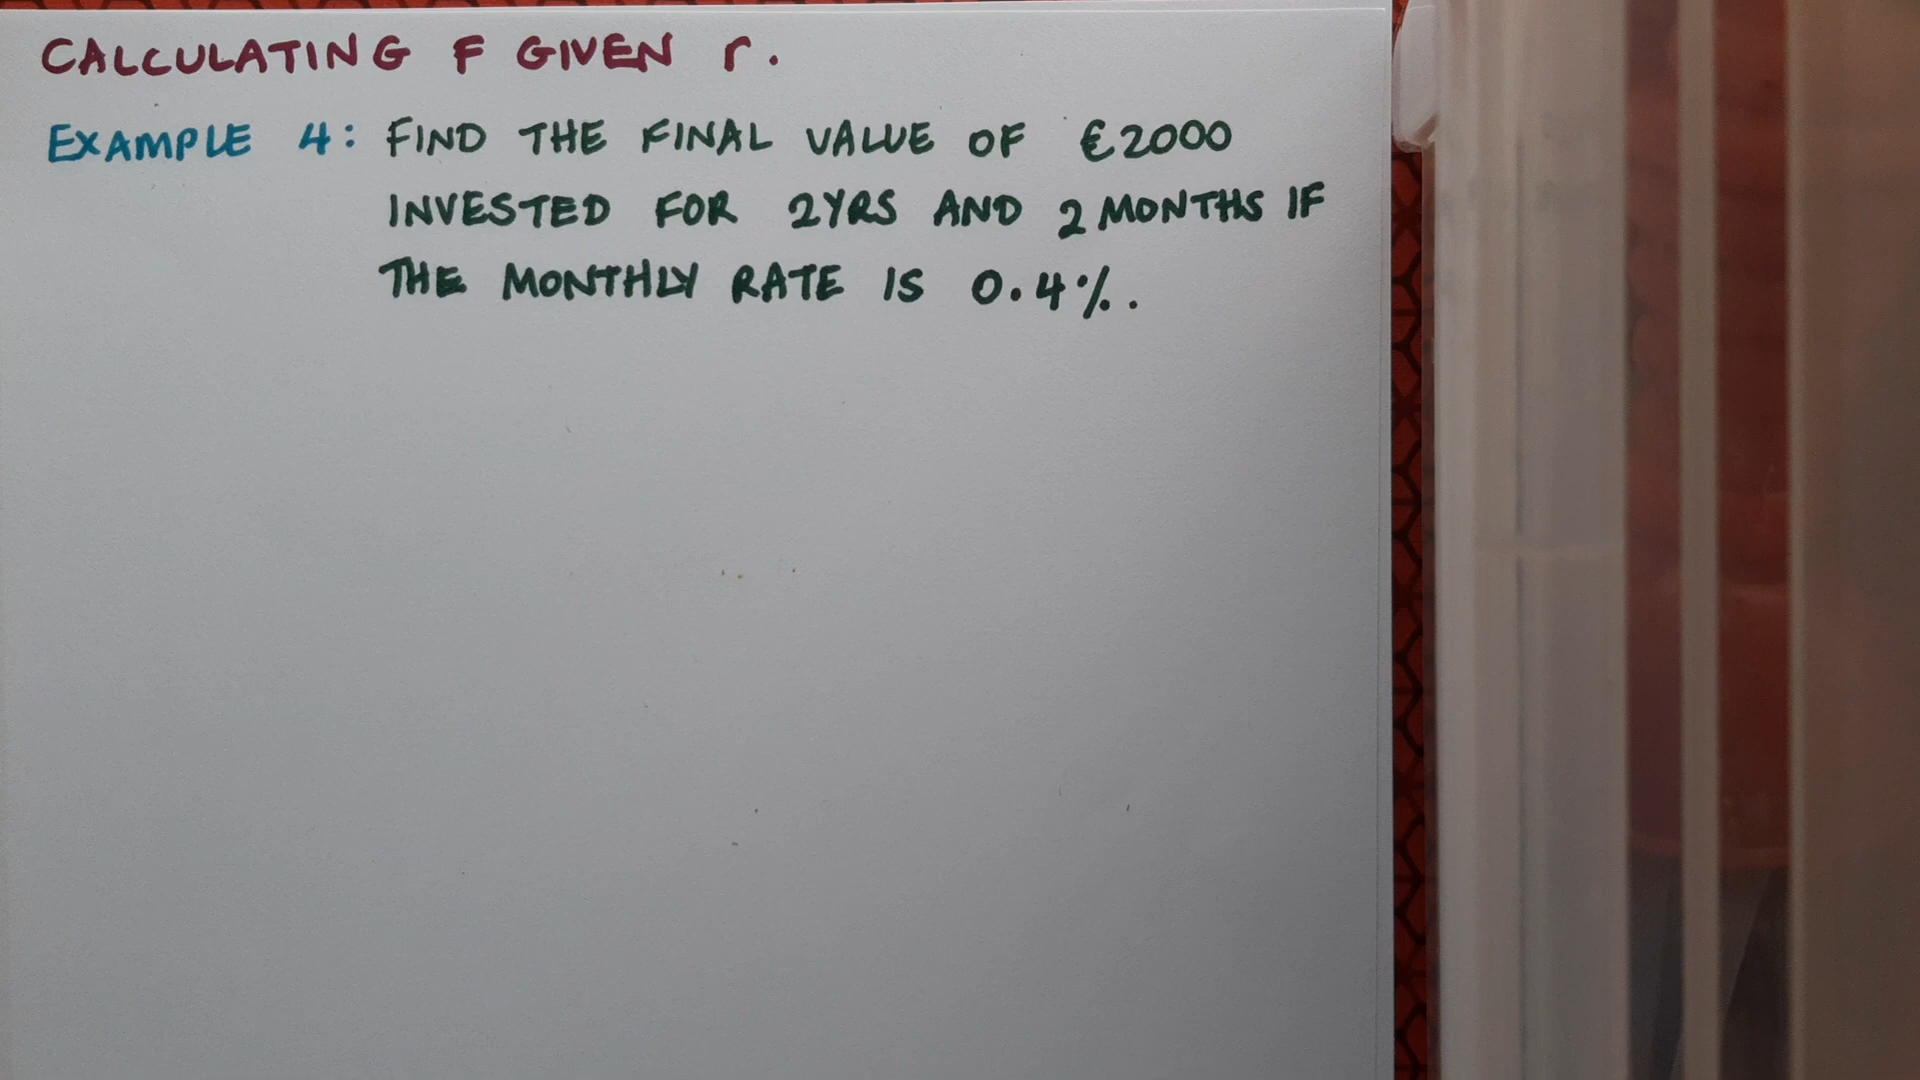 CALCULATING F GIVEN r.
EXAMPLE 4: FIND THE FINAL VALUE OF €2000
INVESTED FOR 2YRS AND 2 MONTHS IF
THE MONTHLY RATE IS 0.4%.